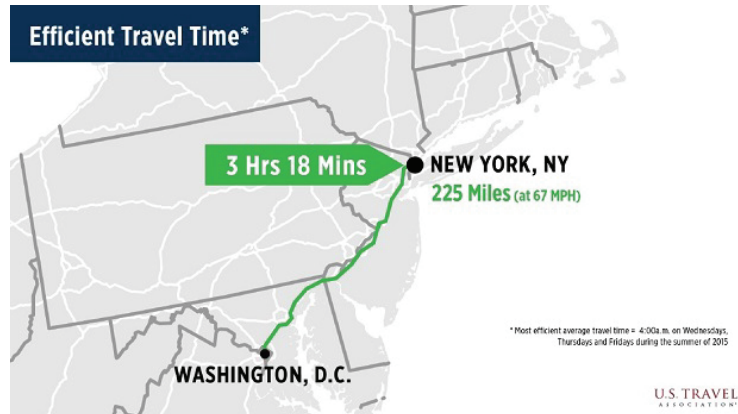 Efficient Travel Time*
3 Hrs 18 Mins
NEW YORK, NY
225 Miles (at 67 MPH)
WASHINGTON, D.C.
*Most efficient average travel time = 4:00a.m. on Wednesdays,
Thursdays and Fridays during the summer of 2015
U.S. TRAVEL
ASSOCIATION